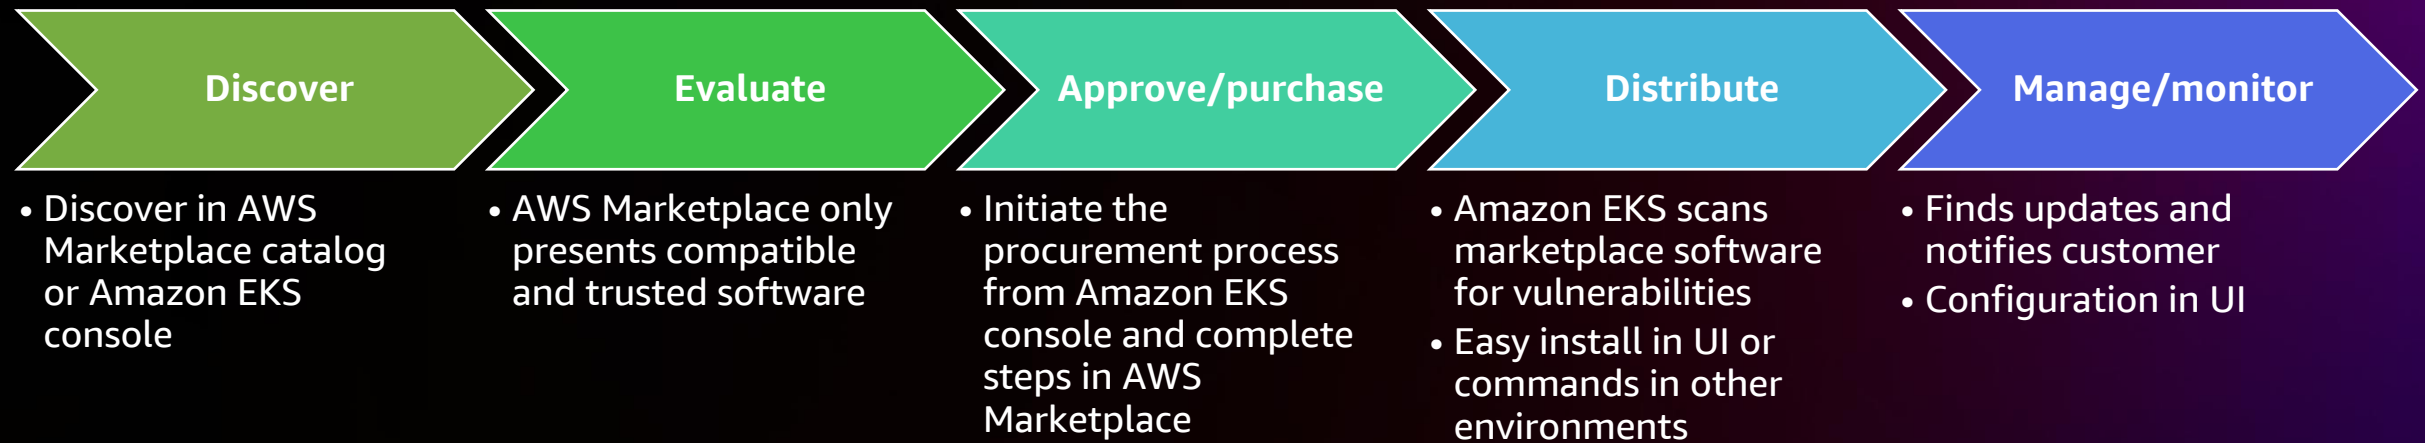 Discover
Evaluate
Approve/purchase
Distribute
Manage/monitor
• Discover in AWS
Marketplace catalog
or Amazon EKS
console
• AWS Marketplace only
presents compatible
and trusted software
• Initiate the
procurement process
from Amazon EKS
console and complete
steps in AWS
Marketplace
• Amazon EKS scans
marketplace software
for vulnerabilities
• Easy install in UI or
commands in other
environments
• Finds updates and
notifies customer
• Configuration in UI